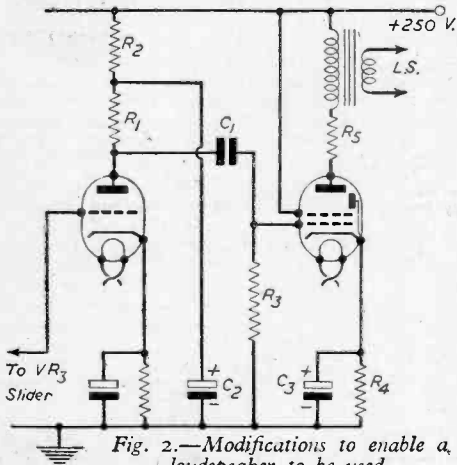 +250 V.
R2
L.S.
R1
C1
R5
R3
To VR3
Slider
+
C2
-
+
C3
-
R4
Fig. 2.—Modifications to enable a
loudspeaker to be used